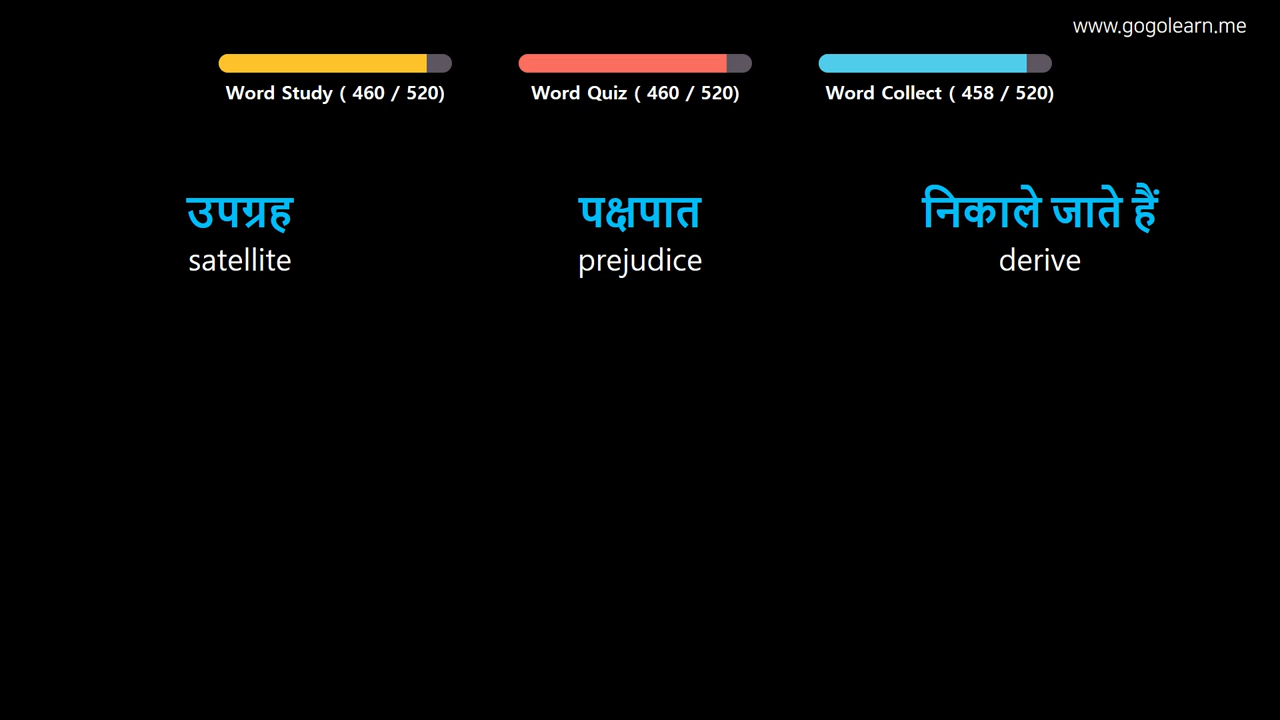 www.gogolearn.me
Word Study ( 460 / 520)
Word Quiz ( 460 / 520)
Word Collect ( 458 / 520)
उपग्रह
satellite
पक्षपात
prejudice
निकाले जाते हैं
derive